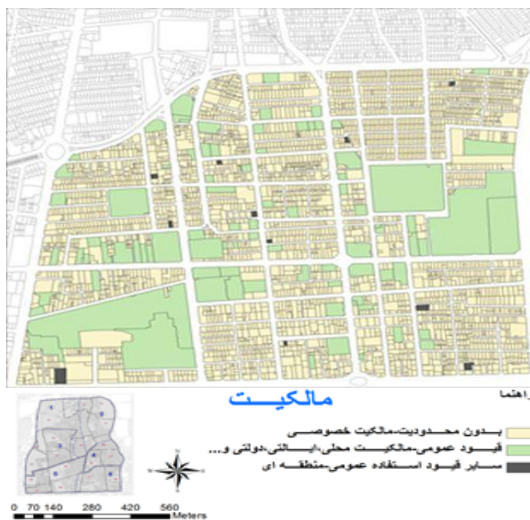 مالکیت
راهنما
بدون محدودیت-مالکیت خصوصی
قیود عمومی-مالکیت محلی،ایالتی،دولتی و...
سایر قیود استفاده عمومی-منطقه ای
0 70 140 280 420 560
Meters